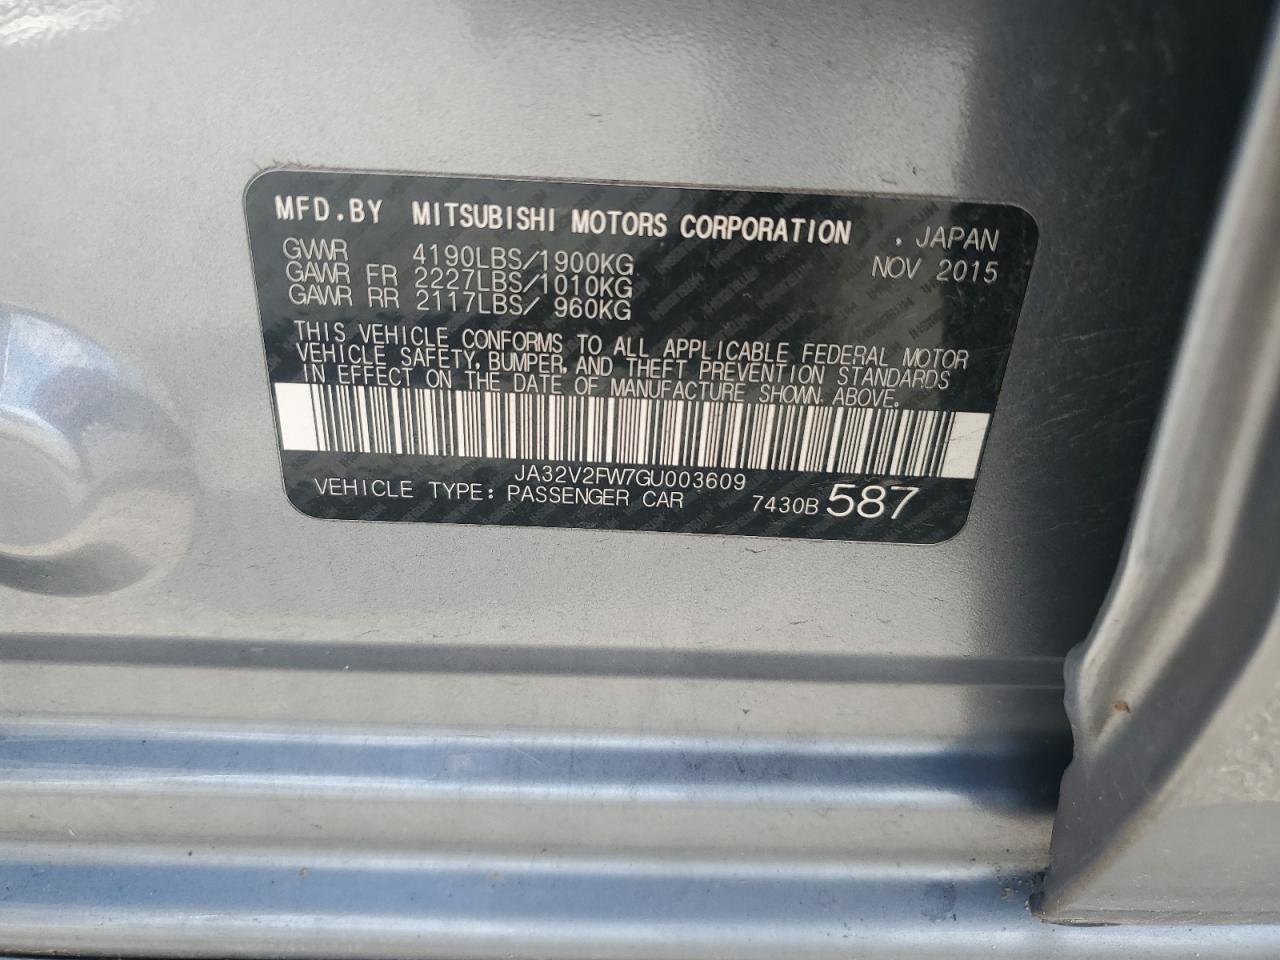 MFD.BY MITSUBISHI MOTORS CORPORATION . JAPAN
GVWR 4190LBS/1900KG NOV 2015
GAWR FR 2227LBS/1010KG
GAWR RR 2117LBS/ 960KG
THIS VEHICLE CONFORMS TO ALL APPLICABLE FEDERAL MOTOR
VEHICLE SAFETY, BUMPER, AND THEFT PREVENTION STANDARDS
IN EFFECT ON THE DATE OF MANUFACTURE SHOWN ABOVE.
JA32V2FW7GU003609
VEHICLE TYPE: PASSENGER CAR 7430B 587